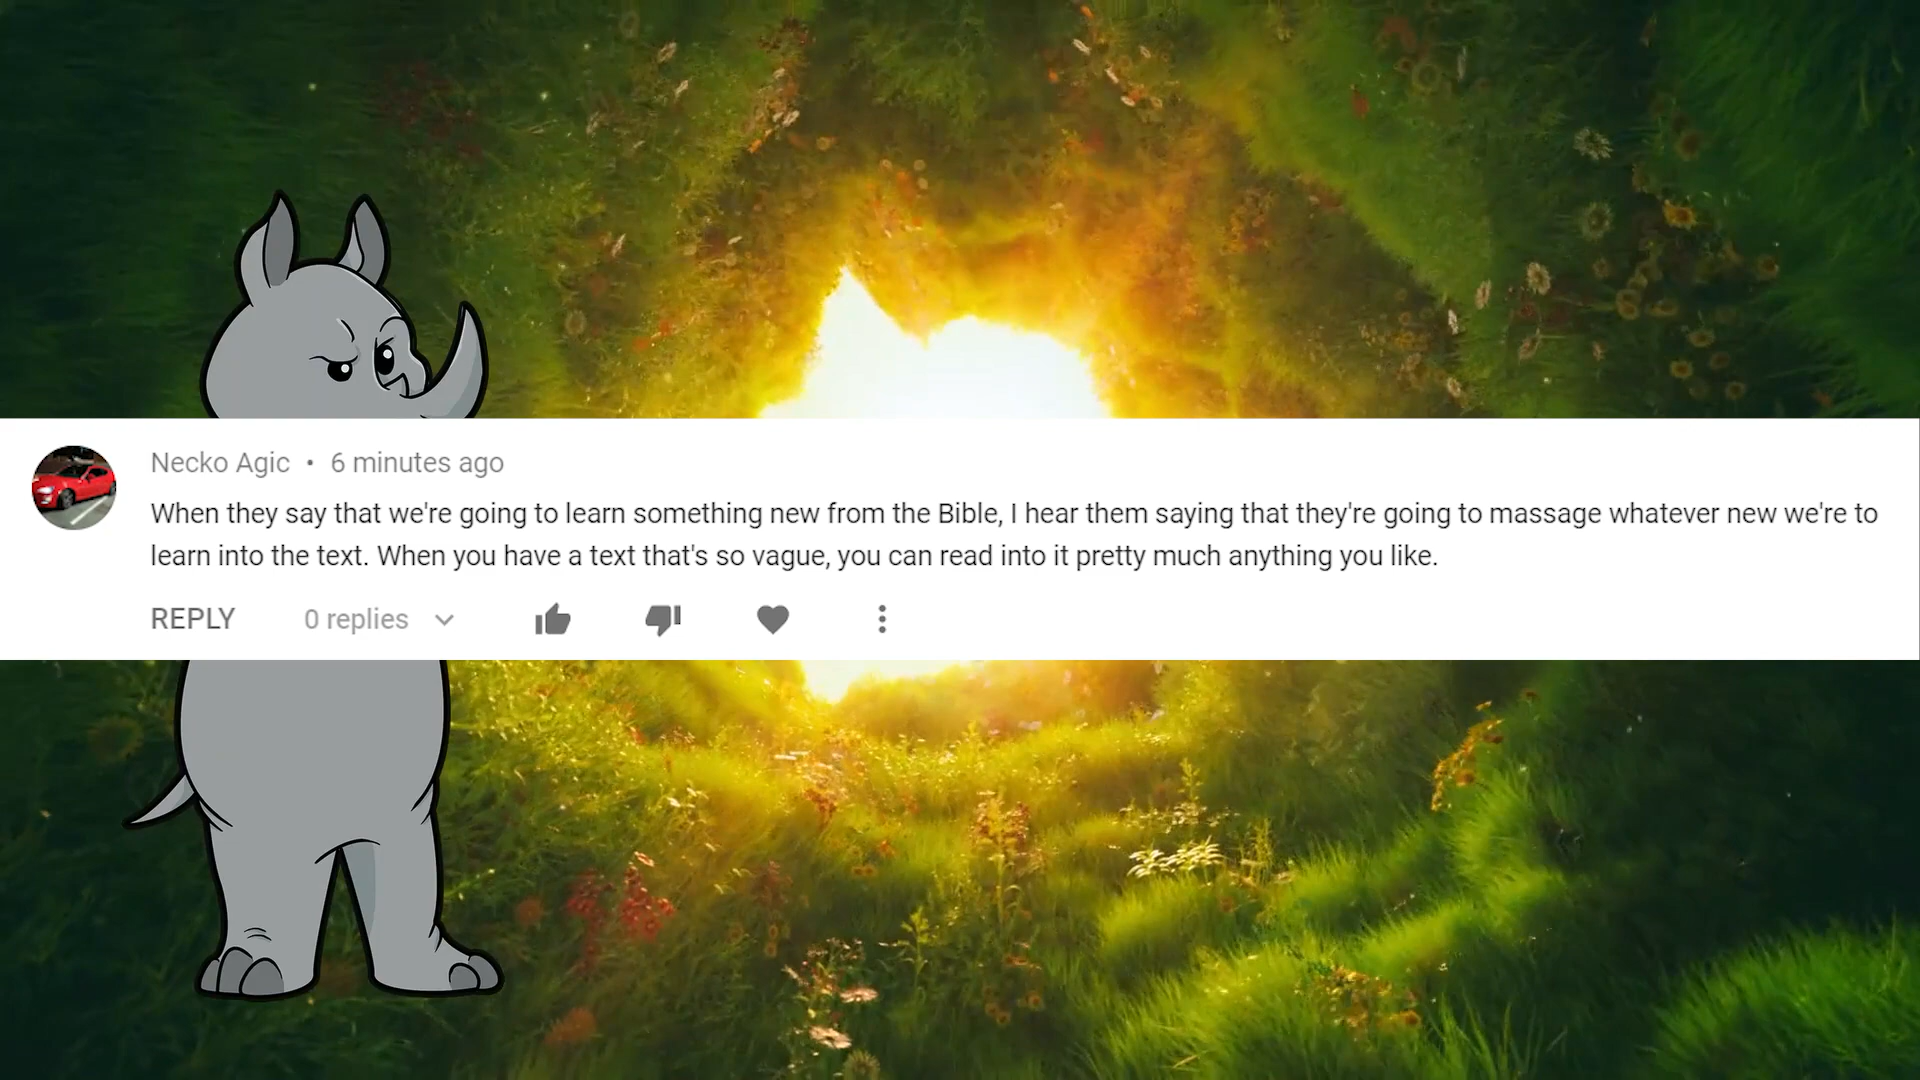 Necko Agic • 6 minutes ago
When they say that we're going to learn something new from the Bible, I hear them saying that they're going to massage whatever new we're to
learn into the text. When you have a text that's so vague, you can read into it pretty much anything you like.
REPLY 0 replies